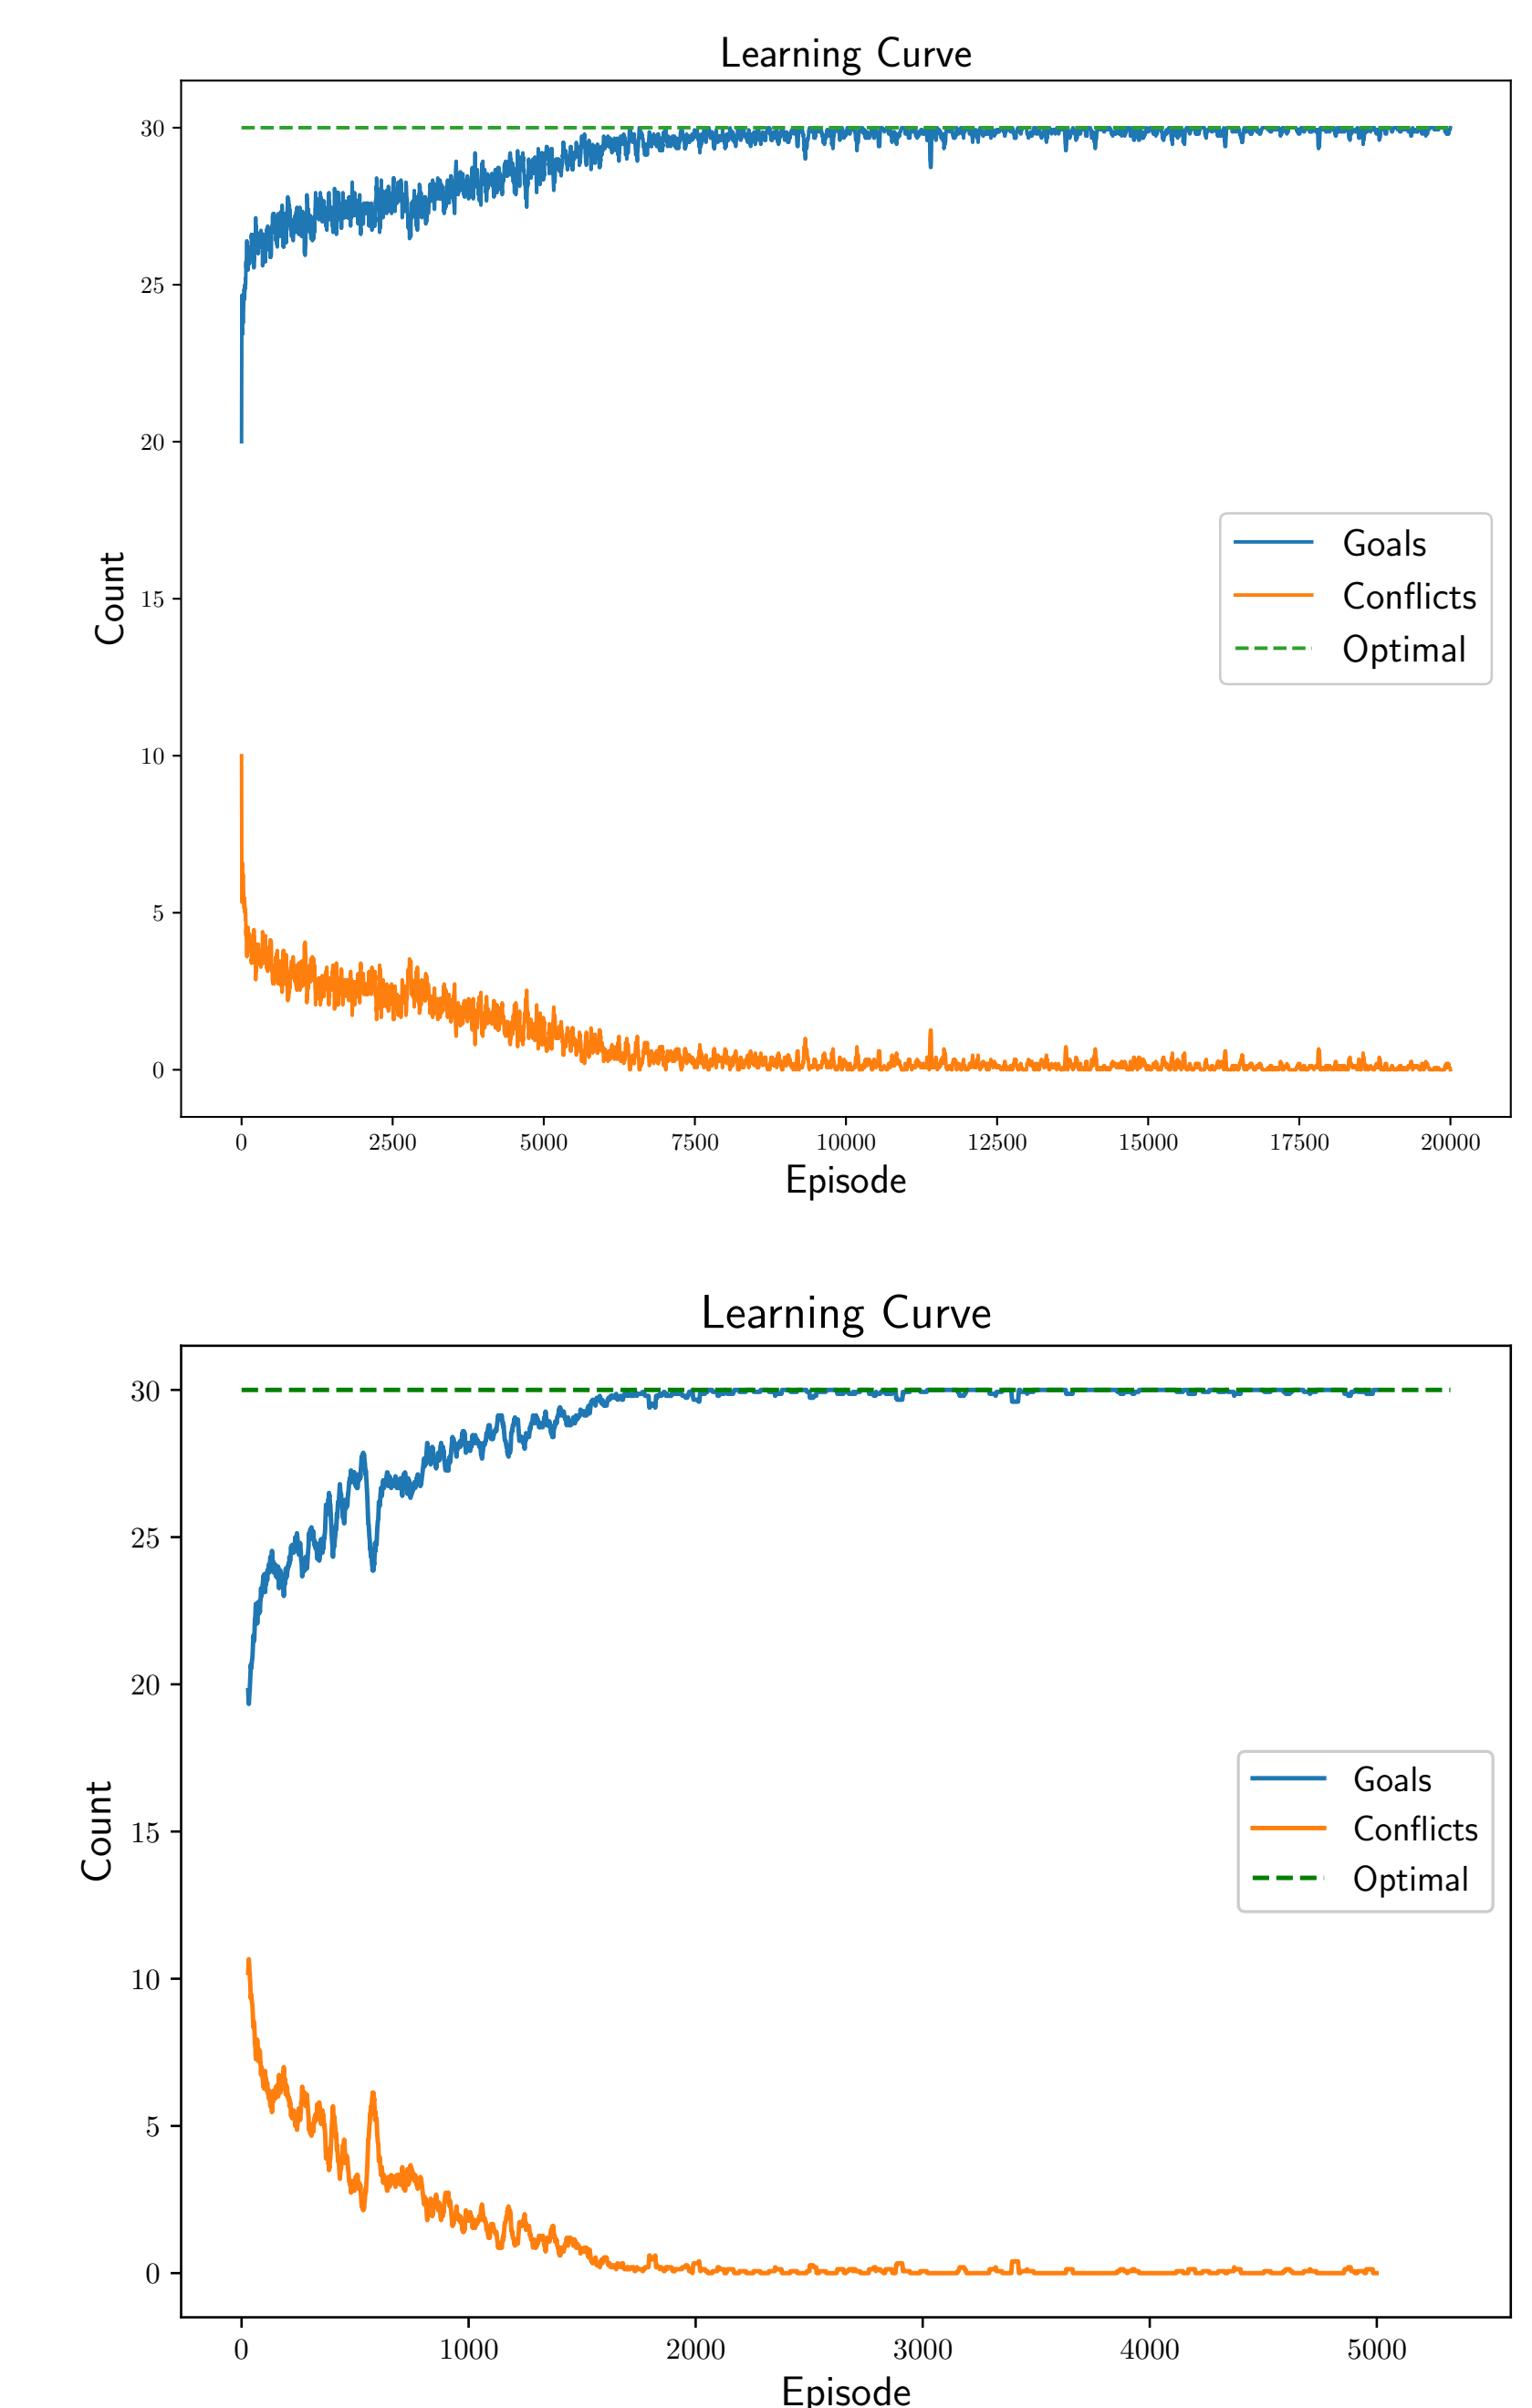 Learning Curve
30
25
20
15
10
5
0
Count
Goals
Conflicts
Optimal
0 2500 5000 7500 10000 12500 15000 17500 20000
Episode
Learning Curve
30
25
20
15
10
5
0
Count
Goals
Conflicts
Optimal
0 1000 2000 3000 4000 5000
Episode